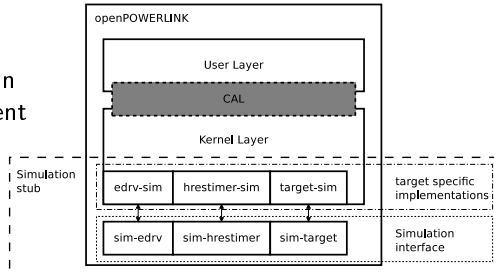 openPOWERLINK
User Layer
CAL
Kernel Layer
Simulation
stub
edrv-sim
hrestimer-sim
target-sim
target specific
implementations
sim-edrv
sim-hrestimer
sim-target
Simulation
interface